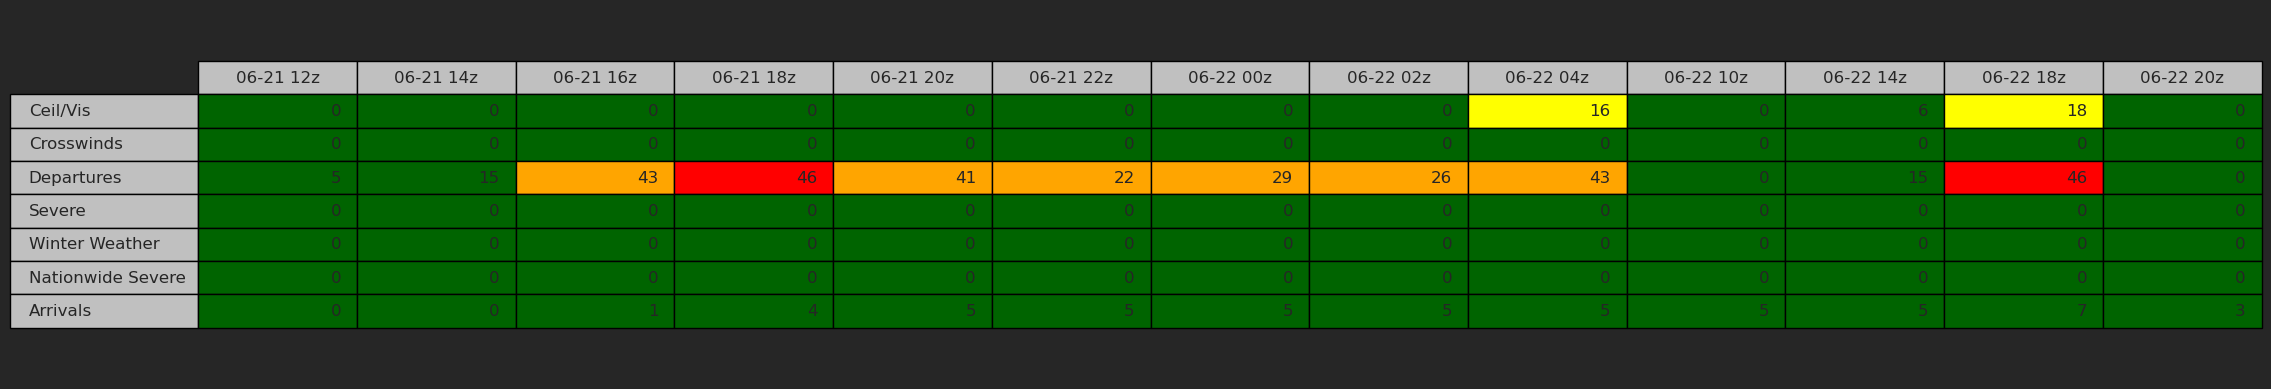 06-21 12z 06-21 14z 06-21 16z 06-21 18z 06-21 20z 06-21 22z 06-22 00z 06-22 02z 06-22 04z 06-22 10z 06-22 14z 06-22 18z 06-22 20z
Ceil/Vis 0 0 0 0 0 0 0 0 16 0 6 18 0
Crosswinds 0 0 0 0 0 0 0 0 0 0 0 0 0
Departures 5 15 43 46 41 22 29 26 43 0 15 46 0
Severe 0 0 0 0 0 0 0 0 0 0 0 0 0
Winter Weather 0 0 0 0 0 0 0 0 0 0 0 0 0
Nationwide Severe 0 0 0 0 0 0 0 0 0 0 0 0 0
Arrivals 0 0 1 4 5 5 5 5 5 5 5 7 3